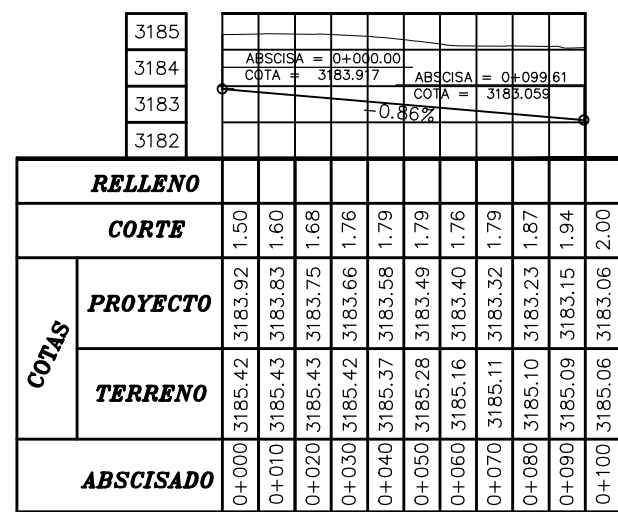 3185
3184
3183
3182
ABSCISA = 0+000.00
COTA = 3183.917
ABSCISA = 0+099.61
COTA = 3183.059
-0.86%
RELLENO
CORTE 1.50 1.60 1.68 1.76 1.79 1.79 1.76 1.79 1.87 1.94 2.00
COTAS
PROYECTO 3183.92 3183.83 3183.75 3183.66 3183.58 3183.49 3183.40 3183.32 3183.23 3183.15 3183.06
TERRENO 3185.42 3185.43 3185.43 3185.42 3185.37 3185.28 3185.16 3185.11 3185.10 3185.09 3185.06
ABSCISADO 0+000 0+010 0+020 0+030 0+040 0+050 0+060 0+070 0+080 0+090 0+100